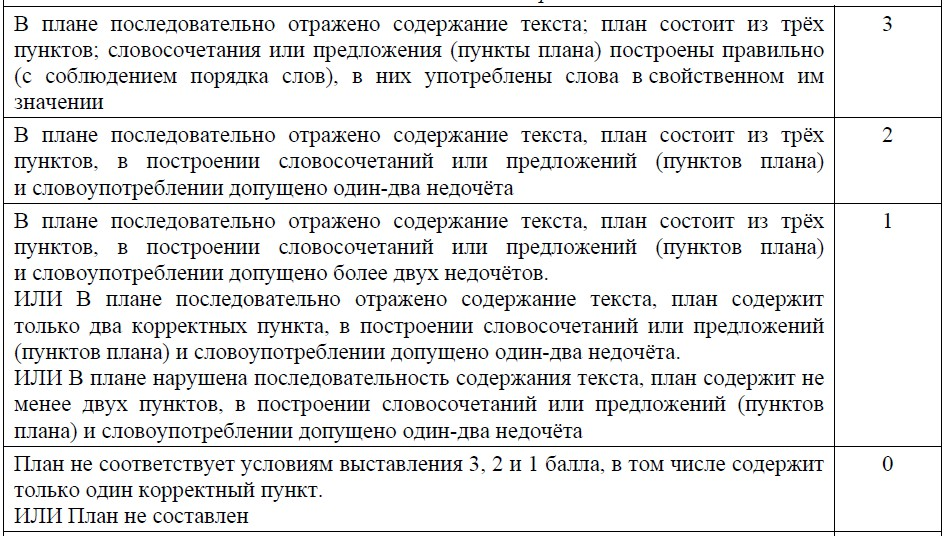 В плане последовательно отражено содержание текста; план состоит из трёх
пунктов; словосочетания или предложения (пункты плана) построены правильно
(с соблюдением порядка слов), в них употреблены слова в свойственном им
значении
3
В плане последовательно отражено содержание текста, план состоит из трёх
пунктов, в построении словосочетаний или предложений (пунктов плана)
и словоупотреблении допущено один-два недочёта
2
В плане последовательно отражено содержание текста, план состоит из трёх
пунктов, в построении словосочетаний или предложений (пунктов плана)
и словоупотреблении допущено более двух недочётов.
ИЛИ В плане последовательно отражено содержание текста, план содержит
только два корректных пункта, в построении словосочетаний или предложений
(пунктов плана) и словоупотреблении допущено один-два недочёта.
ИЛИ В плане нарушена последовательность содержания текста, план содержит не
менее двух пунктов, в построении словосочетаний или предложений (пунктов
плана) и словоупотреблении допущено один-два недочёта
1
План не соответствует условиям выставления 3, 2 и 1 балла, в том числе содержит
только один корректный пункт.
ИЛИ План не составлен
0